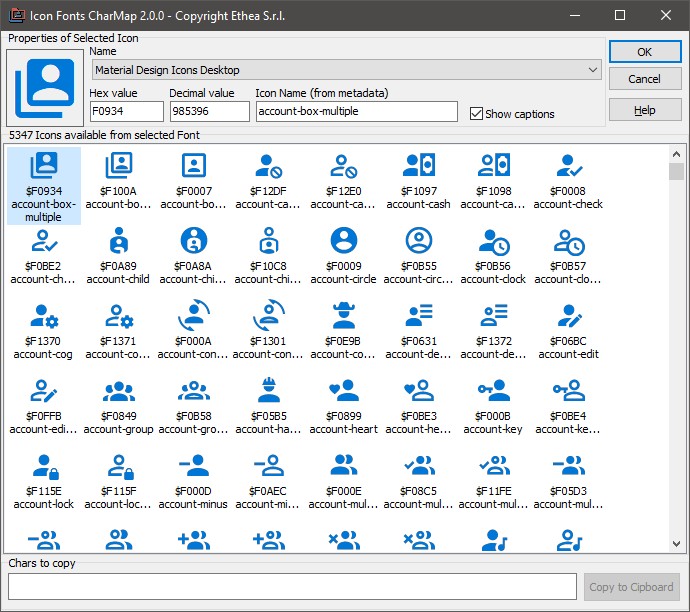 Icon Fonts CharMap 2.0.0 - Copyright Ethea S.r.l.
Properties of Selected Icon
Name
Material Design Icons Desktop
Hex value Decimal value Icon Name (from metadata)
F0934 985396 account-box-multiple
Show captions
OK
Cancel
Help
5347 Icons available from selected Font
$F0934 $F100A $F0007 $F12DF $F12E0 $F1097 $F1098 $F0008
account-box-multiple account-bo... account-bo... account-ca... account-ca... account-cash account-ca... account-check
$F0BE2 $F0A89 $F0A8A $F10C8 $F0009 $F0B55 $F0B56 $F0B57
account-ch... account-child account-chi... account-chi... account-circle account-circ... account-clock account-clo...
$F1370 $F1371 $F000A $F1301 $F0E9B $F0631 $F1372 $F06BC
account-cog account-co... account-con... account-con... account-co... account-de... account-de... account-edit
$F0FFB $F0849 $F0B58 $F05B5 $F0899 $F0BE3 $F000B $F0BE4
account-edi... account-group account-gro... account-ha... account-heart account-he... account-key account-ke...
$F115E $F115F $F000D $F0AEC $F000E $F08C5 $F11FE $F05D3
account-lock account-loc... account-minus account-mi... account-mul... account-mul... account-mul... account-mul...
Chars to copy
Copy to Cipboard